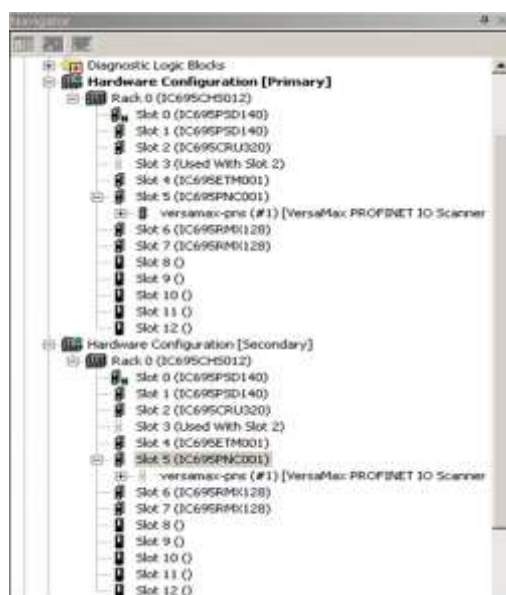 Navigator
Diagnostic Logic Blocks
Hardware Configuration [Primary]
Rack 0 (IC695CHS012)
Slot 0 (IC695PSD140)
Slot 1 (IC695PSD140)
Slot 2 (IC695CRU320)
Slot 3 (Used With Slot 2)
Slot 4 (IC695ETM001)
Slot 5 (IC695PNC001)
versamax-pns (#1) [VersaMax PROFINET IO Scanner
Slot 6 (IC695RMX128)
Slot 7 (IC695RMX128)
Slot 8 ()
Slot 9 ()
Slot 10 ()
Slot 11 ()
Slot 12 ()
Hardware Configuration [Secondary]
Rack 0 (IC695CHS012)
Slot 0 (IC695PSD140)
Slot 1 (IC695PSD140)
Slot 2 (IC695CRU320)
Slot 3 (Used With Slot 2)
Slot 4 (IC695ETM001)
Slot 5 (IC695PNC001)
versamax-pns (#1) [VersaMax PROFINET IO Scanner
Slot 6 (IC695RMX128)
Slot 7 (IC695RMX128)
Slot 8 ()
Slot 9 ()
Slot 10 ()
Slot 11 ()
Slot 12 ()